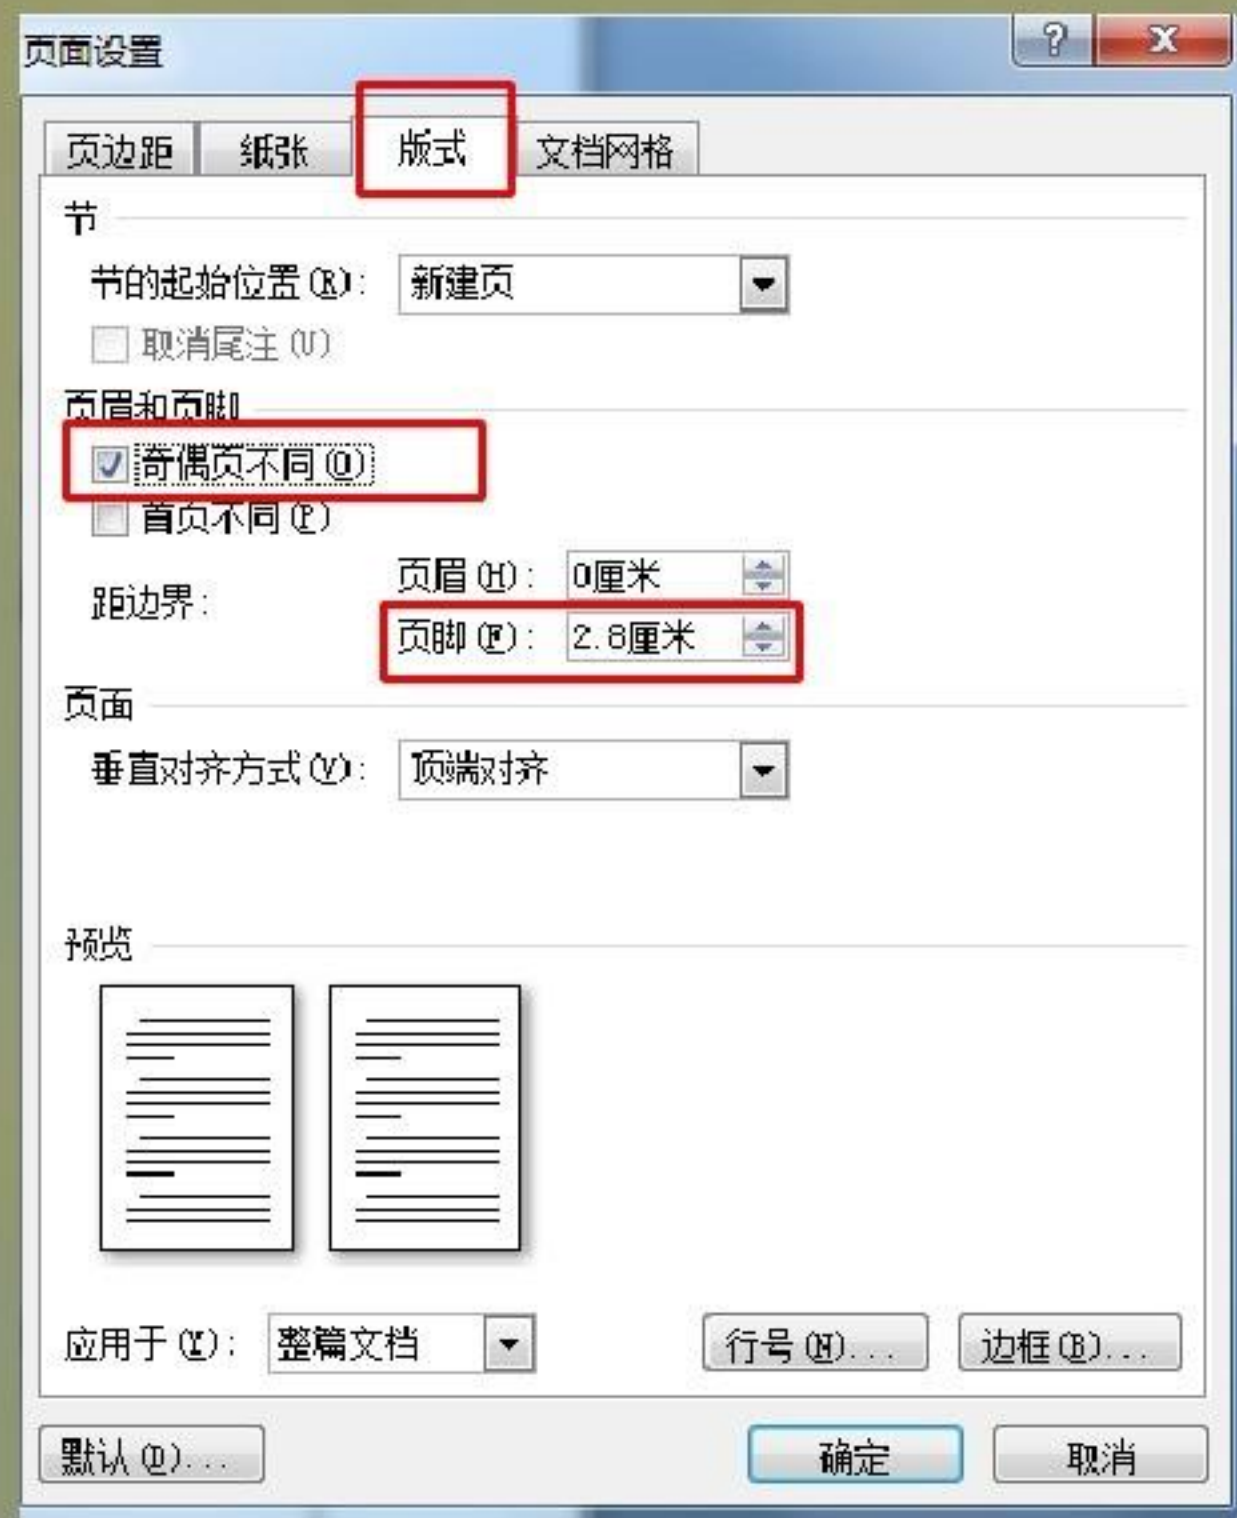 页面设置
页边距 纸张 版式 文档网格
节
节的起始位置(R): 新建页
取消尾注(U)
页眉和页脚
奇偶页不同(O)
首页不同(P)
距边界: 页眉(H): 0厘米
页脚(F): 2.8厘米
页面
垂直对齐方式(V): 顶端对齐
预览
应用于(Y): 整篇文档 行号(N)... 边框(B)...
默认(D)... 确定 取消